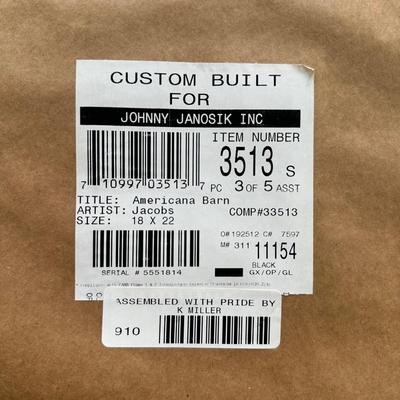 CUSTOM BUILT
FOR
JOHNNY JANOSIK INC
ITEM NUMBER
3513 S
7 10997 03513 7
PC 3 OF 5 ASST
TITLE: Americana Barn
ARTIST: Jacobs COMP#33513
SIZE: 18 X 22
O# 192512 C# 7597
M# 311 11154
BLACK
SERIAL # 5551814
GX/OP/GL
ASSEMBLED WITH PRIDE BY
K MILLER
910